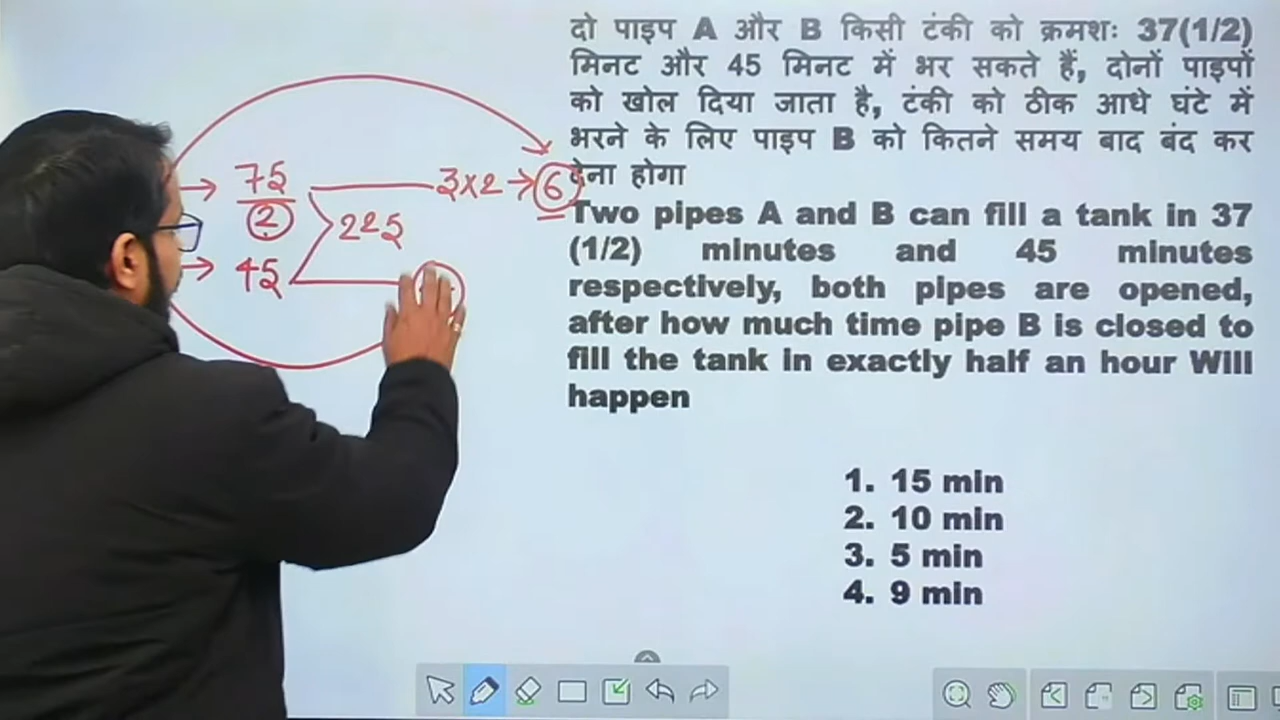 दो पाइप A और B किसी टंकी को क्रमशः 37(1/2)
मिनट और 45 मिनट में भर सकते हैं, दोनों पाइपों
को खोल दिया जाता है, टंकी को ठीक आधे घंटे में
भरने के लिए पाइप B को कितने समय बाद बंद कर
देना होगा
Two pipes A and B can fill a tank in 37
(1/2) minutes and 45 minutes
respectively, both pipes are opened,
after how much time pipe B is closed to
fill the tank in exactly half an hour Will
happen
1. 15 min
2. 10 min
3. 5 min
4. 9 min
75
2
3x2
6
225
45